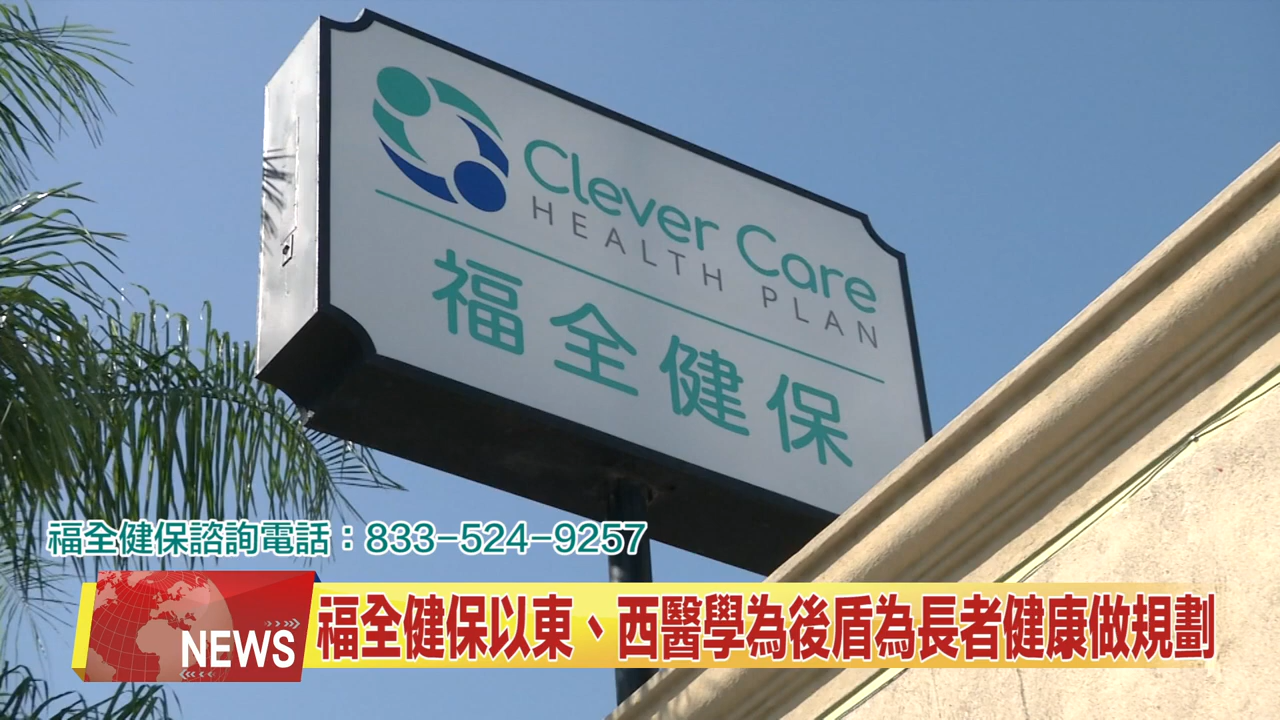 Clever Care
HEALTH PLAN
福全健保
福全健保諮詢電話：833-524-9257
NEWS
福全健保以東、西醫學為後盾為長者健康做規劃